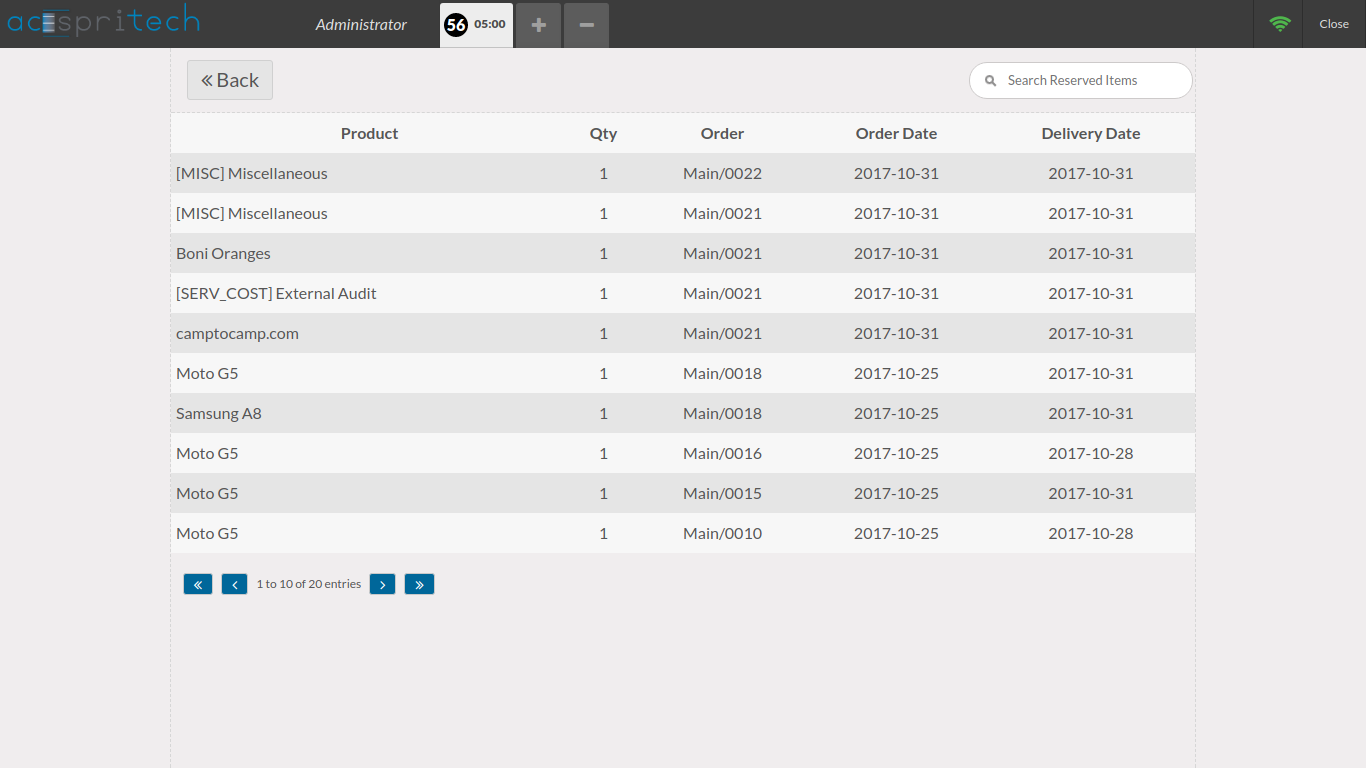 acespritech Administrator 56 05:00 Close
Back Search Reserved Items
Product Qty Order Order Date Delivery Date
[MISC] Miscellaneous 1 Main/0022 2017-10-31 2017-10-31
[MISC] Miscellaneous 1 Main/0021 2017-10-31 2017-10-31
Boni Oranges 1 Main/0021 2017-10-31 2017-10-31
[SERV_COST] External Audit 1 Main/0021 2017-10-31 2017-10-31
camptocamp.com 1 Main/0021 2017-10-31 2017-10-31
Moto G5 1 Main/0018 2017-10-25 2017-10-31
Samsung A8 1 Main/0018 2017-10-25 2017-10-31
Moto G5 1 Main/0016 2017-10-25 2017-10-28
Moto G5 1 Main/0015 2017-10-25 2017-10-31
Moto G5 1 Main/0010 2017-10-25 2017-10-28
1 to 10 of 20 entries